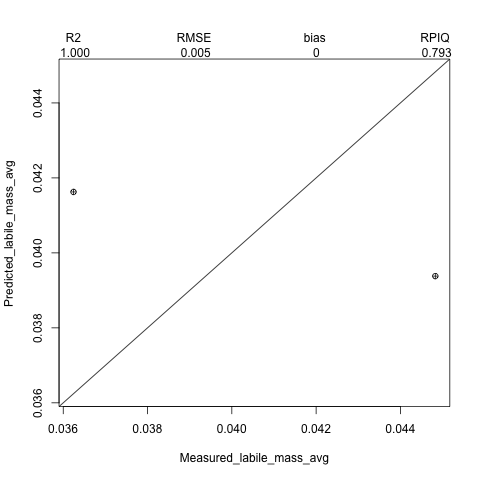 R2 RMSE bias RPIQ
1.000 0.005 0 0.793
Predicted_labile_mass_avg
0.044
0.042
0.040
0.038
0.036
0.036 0.038 0.040 0.042 0.044
Measured_labile_mass_avg